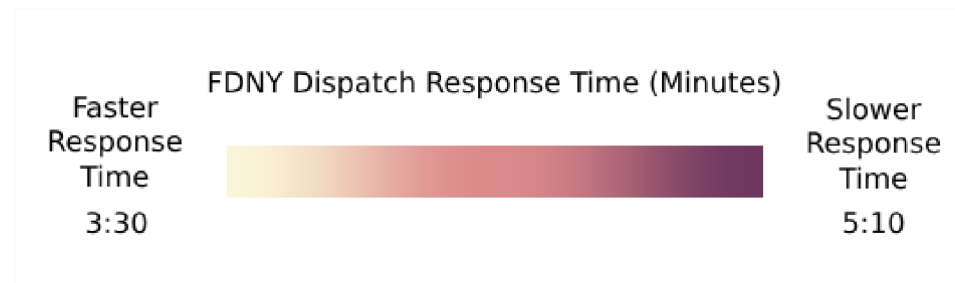 FDNY Dispatch Response Time (Minutes)
Faster
Response
Time
3:30
Slower
Response
Time
5:10